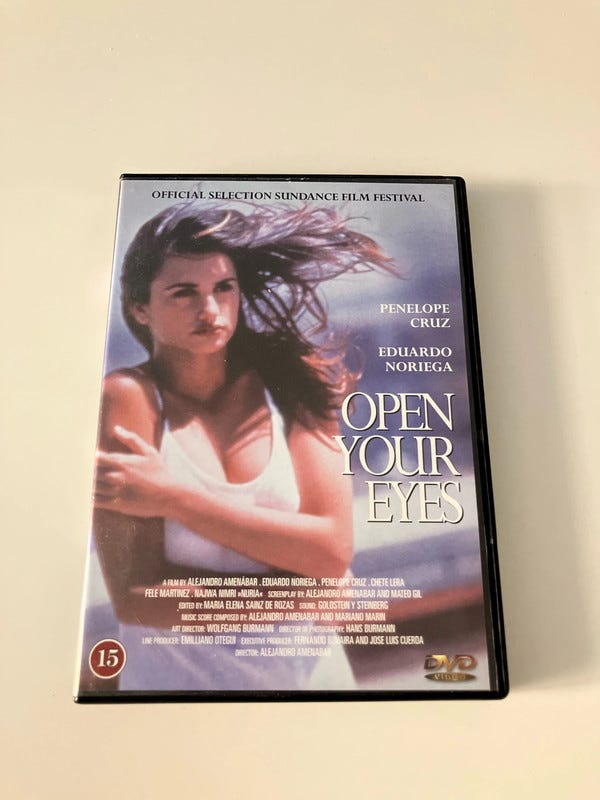 OFFICIAL SELECTION SUNDANCE FILM FESTIVAL
PENELOPE
CRUZ
EDUARDO
NORIEGA
OPEN
YOUR
EYES
A FILM BY ALEJANDRO AMENÁBAR . EDUARDO NORIEGA . PENELOPE CRUZ . CHETE LERA
FELE MARTINEZ . NAJWA NIMRI »NURIA« SCREENPLAY BY: ALEJANDRO AMENABAR AND MATEO GIL
EDITED BY: MARIA ELENA SAINZ DE ROZAS SOUND: GOLDSTEIN Y STEINBERG
MUSIC SCORE COMPOSED BY: ALEJANDRO AMENABAR AND MARIANO MARIN
ART DIRECTOR: WOLFGANG BURMANN DIRECTOR OF PHOTOGRAPHY: HANS BURMANN
LINE PRODUCER: EMILLIANO OTEGUI EXECUTIVE PRODUCER: FERNANDO BOVAIRA AND JOSE LUIS CUERDA
DIRECTOR: ALEJANDRO AMENABAR
15
DVD
VIDEO